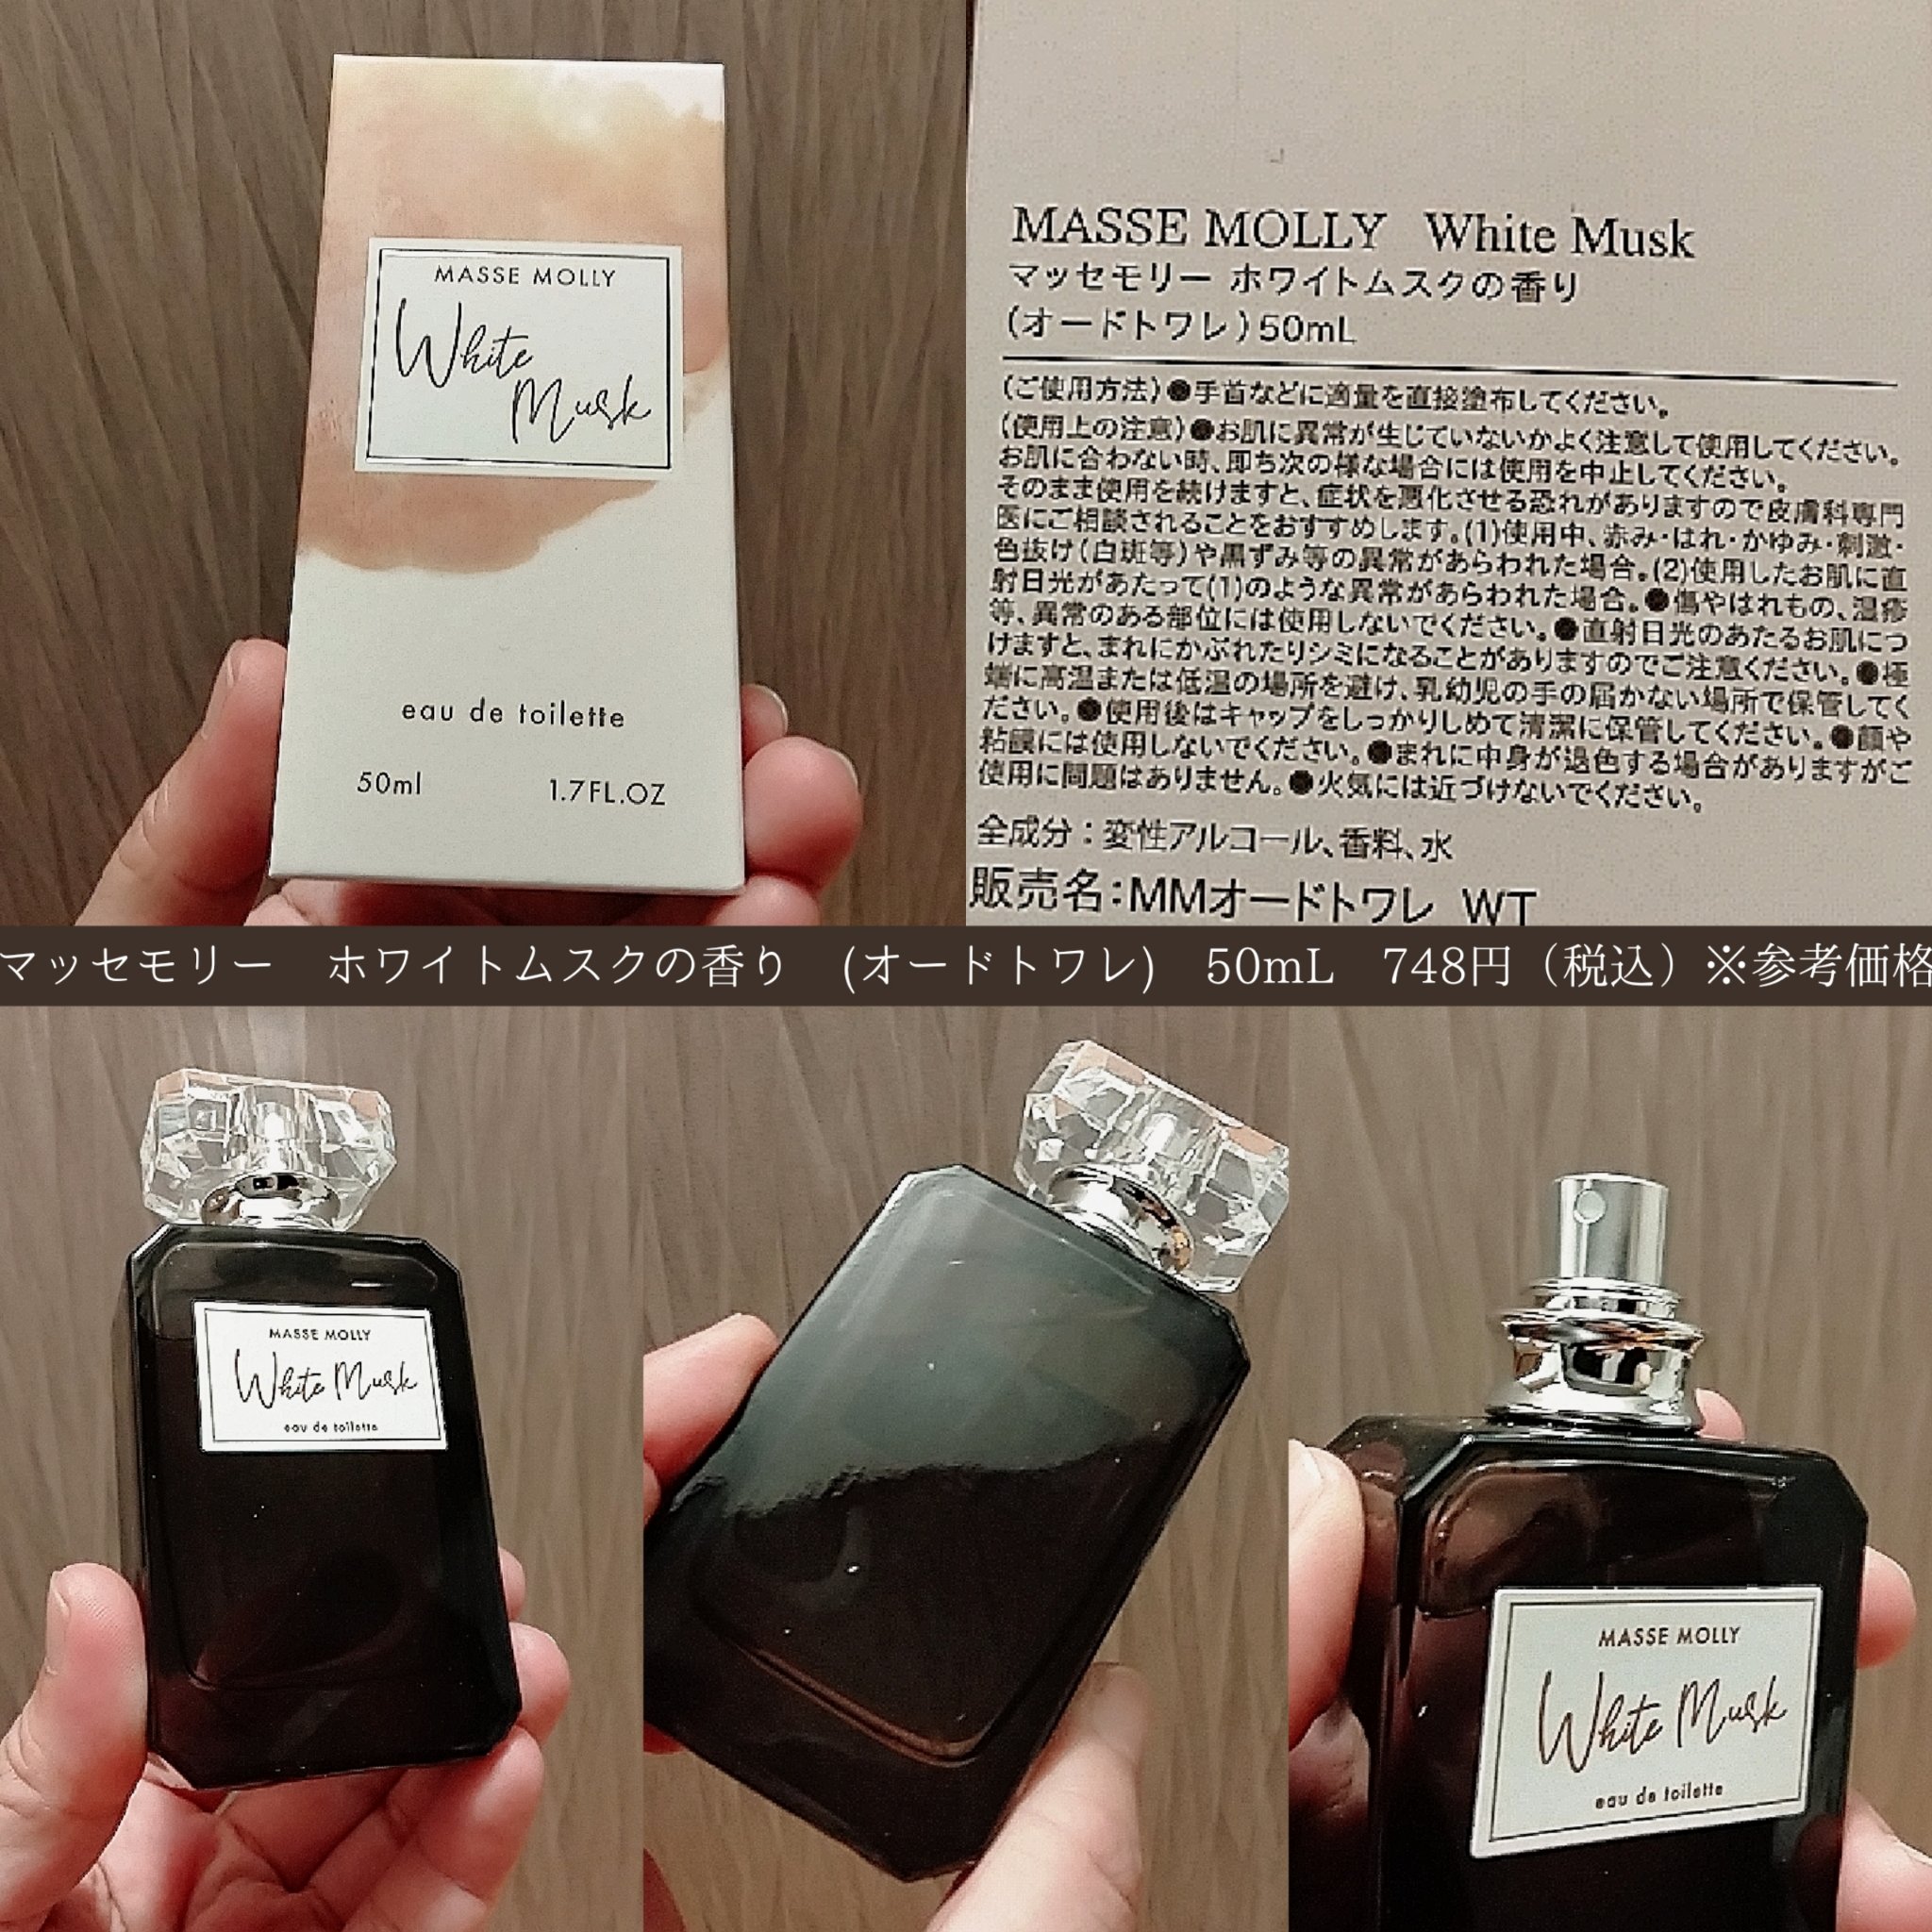 MASSE MOLLY
White
Musk
eau de toilette
50ml 1.7FL.OZ
MASSE MOLLY White Musk
マッセモリー ホワイトムスクの香り
(オードトワレ)50mL
(ご使用方法)●手首などに適量を直接塗布してください。
(使用上の注意)●お肌に異常が生じていないかよく注意して使用してください。
お肌に合わない時、即ち次の様な場合には使用を中止してください。
そのまま使用を続けますと、症状を悪化させる恐れがありますので皮膚科専門
医にご相談されることをおすすめします。(1)使用中、赤み・はれ・かゆみ・刺激・
色抜け(白斑等)や黒ずみ等の異常があらわれた場合。(2)使用したお肌に直
射日光があたって(1)のような異常があらわれた場合。●傷やはれもの、湿疹
等、異常のある部位には使用しないでください。●直射日光のあたるお肌につ
けますと、まれにかぶれたりシミになることがありますのでご注意ください。●極
端に高温または低温の場所を避け、乳幼児の手の届かない場所で保管してく
ださい。●使用後はキャップをしっかりしめて清潔に保管してください。●顔や
粘膜には使用しないでください。●まれに中身が退色する場合がありますがご
使用に問題はありません。●火気には近づけないでください。
全成分：変性アルコール、香料、水
販売名：MMオードトワレ WT
マッセモリー　ホワイトムスクの香り　(オードトワレ)　50mL　748円（税込）※参考価格
MASSE MOLLY
White Musk
eau de toilette
MASSE MOLLY
White Musk
eau de toilette